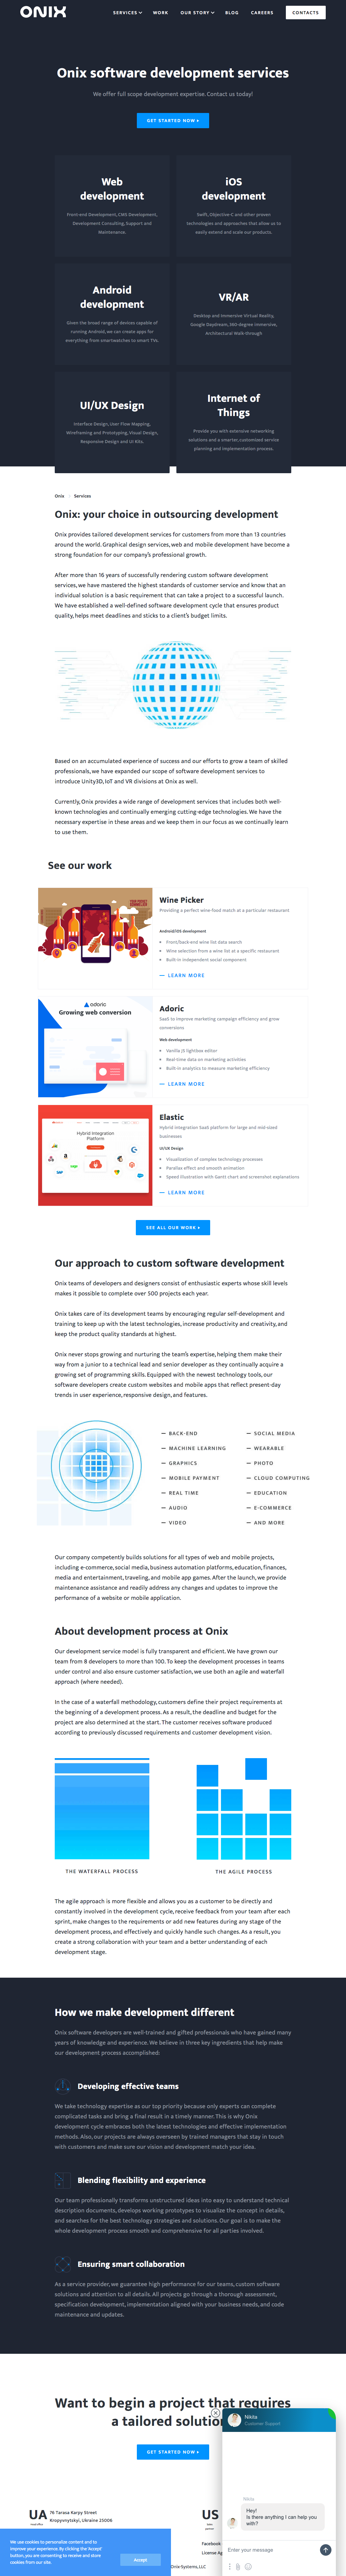 ONIX
SERVICES
WORK
OUR STORY
BLOG
CAREERS
CONTACTS
Onix software development services
We offer full scope development expertise. Contact us today!
GET STARTED NOW
Web
development
Front-end Development, CMS Development,
Development Consulting, Support and
Maintenance.
iOS
development
Swift, Objective-C and other proven
technologies and approaches that allow us to
easily extend and scale our products.
Android
development
Given the broad range of devices capable of
running Android, we can create apps for
everything from smartwatches to smart TVs.
VR/AR
Desktop and Immersive Virtual Reality,
Google Daydream, 360-degree immersive,
Architectural Walk-through
UI/UX Design
Interface Design, User Flow Mapping,
Wireframing and Prototyping, Visual Design,
Responsive Design and UI Kits.
Internet of
Things
Provide you with extensive networking
solutions and a smarter, customized service
planning and implementation process.
Onix
Services
Onix: your choice in outsourcing development
Onix provides tailored development services for customers from more than 13 countries
around the world. Graphical design services, web and mobile development have become a
strong foundation for our company's professional growth.
After more than 16 years of successfully rendering custom software development
services, we have mastered the highest standards of customer service and know that an
individual solution is a basic requirement that can take a project to a successful launch.
We have established a well-defined software development cycle that ensures product
quality, helps meet deadlines and sticks to a client's budget limits.
Based on an accumulated experience of success and our efforts to grow a team of skilled
professionals, we have expanded our scope of software development services to
introduce Unity3D, IoT and VR divisions at Onix as well.
Currently, Onix provides a wide range of development services that includes both well-
known technologies and continually emerging cutting-edge technologies. We have the
necessary expertise in these areas and we keep them in our focus as we continually learn
to use them.
See our work
Wine Picker
Providing a perfect wine-food match at a particular restaurant
Android/iOS development
Front/back-end wine list data search
Wine selection from a wine list at a specific restaurant
Built-in independent social component
LEARN MORE
adoric
Growing web conversion
Adoric
SaaS to improve marketing campaign efficiency and grow
conversions
Web development
Vanilla JS lightbox editor
Real-time data on marketing activities
Built-in analytics to measure marketing efficiency
LEARN MORE
Hybrid Integration
Platform
Elastic
Hybrid integration SaaS platform for large and mid-sized
businesses
UI/UX Design
Visualisation of complex technology processes
Parallax effect and smooth animation
Speed illustration with Gantt chart and screenshot explanations
LEARN MORE
SEE ALL OUR WORK
Our approach to custom software development
Onix teams of developers and designers consist of enthusiastic experts whose skill levels
makes it possible to complete over 500 projects each year.
Onix takes care of its development teams by encouraging regular self-development and
training to keep up with the latest technologies, increase productivity and creativity, and
keep the product quality standards at highest.
Onix never stops growing and nurturing the team's expertise, helping them make their
way from a junior to a technical lead and senior developer as they continually acquire a
growing set of programming skills. Equipped with the newest technology tools, our
software developers create custom websites and mobile apps that reflect present-day
trends in user experience, responsive design, and features.
BACK-END
MACHINE LEARNING
GRAPHICS
MOBILE PAYMENT
REAL TIME
AUDIO
VIDEO
SOCIAL MEDIA
WEARABLE
PHOTO
CLOUD COMPUTING
EDUCATION
E-COMMERCE
AND MORE
Our company competently builds solutions for all types of web and mobile projects,
including e-commerce, social media, business automation platforms, education, finances,
media and entertainment, traveling, and mobile app games. After the launch, we provide
maintenance assistance and readily address any changes and updates to improve the
performance of a website or mobile application.
About development process at Onix
Our development service model is fully transparent and efficient. We have grown our
team from 8 developers to more than 100. To keep the development processes in teams
under control and also ensure customer satisfaction, we use both an agile and waterfall
approach (where needed).
In the case of a waterfall methodology, customers define their project requirements at
the beginning of a development process. As a result, the deadline and budget for the
project are also determined at the start. The customer receives software produced
according to previously discussed requirements and customer development vision.
THE WATERFALL PROCESS
THE AGILE PROCESS
The agile approach is more flexible and allows you as a customer to be directly and
constantly involved in the development cycle, receive feedback from your team after each
sprint, make changes to the requirements or add new features during any stage of the
development process, and effectively and quickly handle such changes. As a result, you
create a strong collaboration with your team and a better understanding of each
development stage.
How we make development different
Onix software developers are well-trained and gifted professionals who have gained many
years of knowledge and experience. We believe in three key ingredients that help make
our development process accomplished:
Developing effective teams
We take technology expertise as our top priority because only experts can complete
complicated tasks and bring a final result in a timely manner. This is why Onix
development cycle embraces both the latest technologies and effective implementation
methods. Also, our projects are always overseen by trained managers that stay in touch
with customers and make sure our vision and development match your idea.
Blending flexibility and experience
Our team professionally transforms unstructured ideas into easy to understand technical
description documents, develops working prototypes to visualize the concept in details,
and searches for the best technology strategies and solutions. Our goal is to make the
whole development process smooth and comprehensive for all parties involved.
Ensuring smart collaboration
As a service provider, we guarantee high performance for our teams, custom software
solutions and attention to details. All projects go through a thorough assessment,
specification development, implementation aligned with your business needs, and code
maintenance and updates.
Want to begin a project that requires
a tailored solution
GET STARTED NOW
Nikita
Customer Support
Nikita
Hey!
Is there anything I can help you
with?
Enter your message
UA
76 Tarasa Karpy Street
Kropyvnytskyi, Ukraine 25006
US
Facebook
License Ag
Onix-Systems, LLC
We use cookies to personalize content and to
improve your experience. By clicking the 'Accept'
button, you are consenting to receive and store
cookies from our site.
Accept